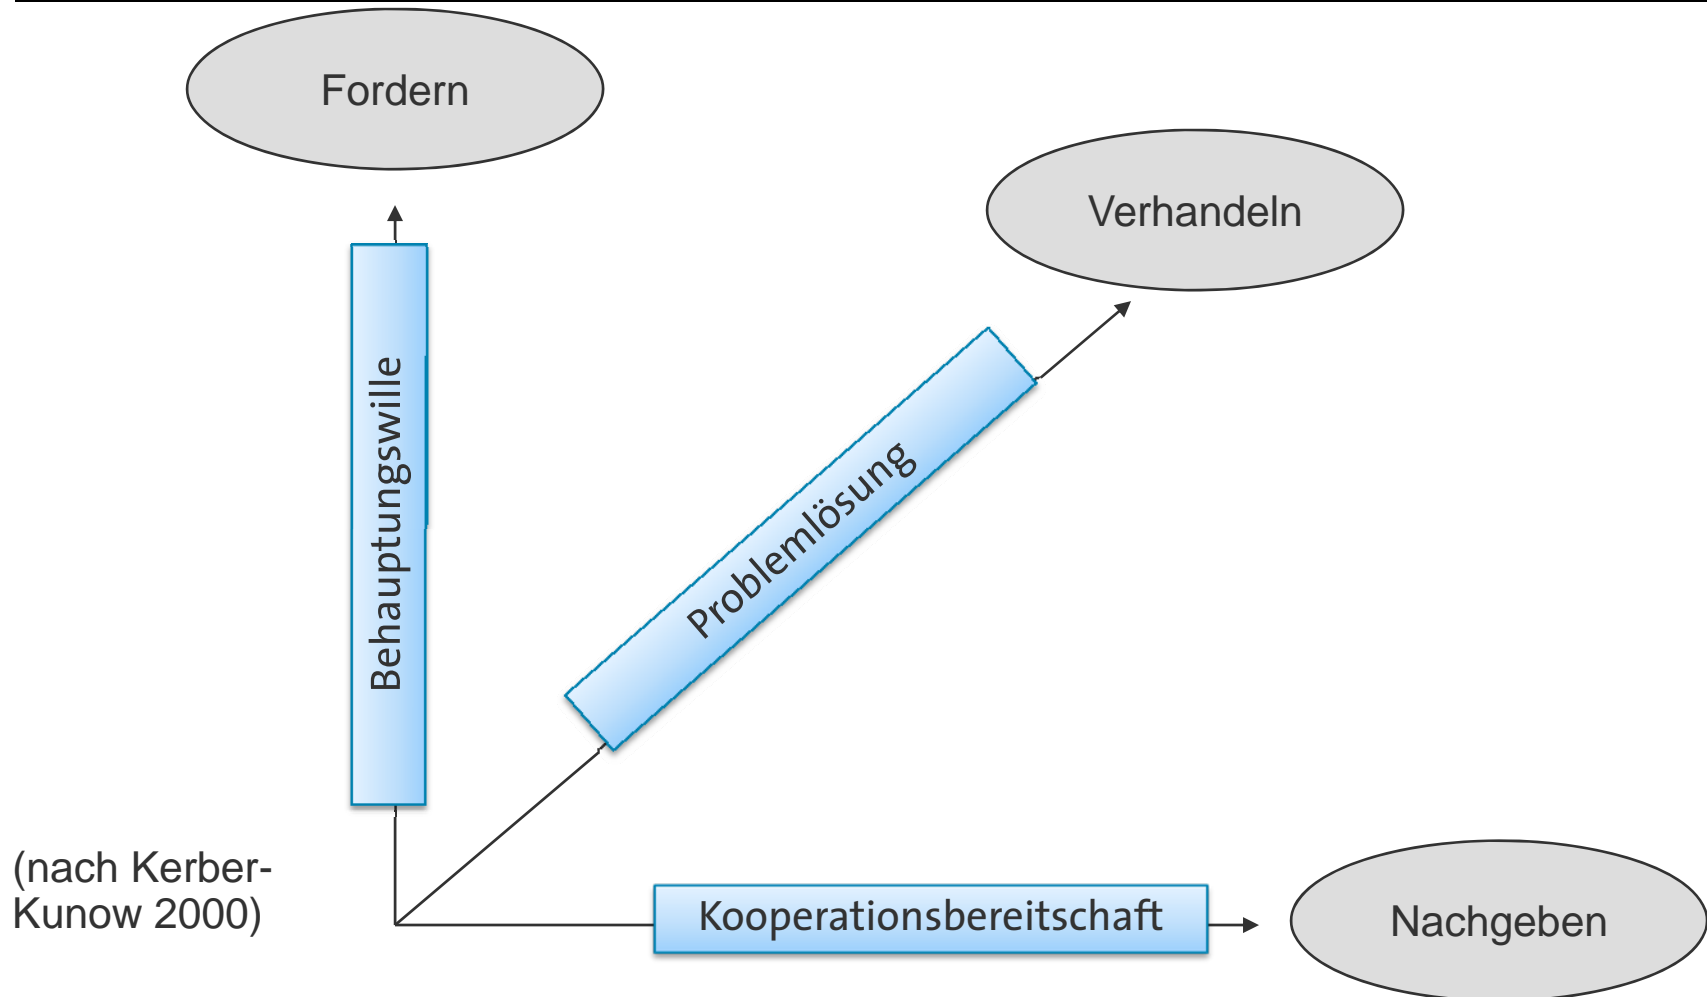 Fordern
Verhandeln
Behauptungswille
Problemlösung
(nach Kerber-
Kunow 2000)
Kooperationsbereitschaft
Nachgeben